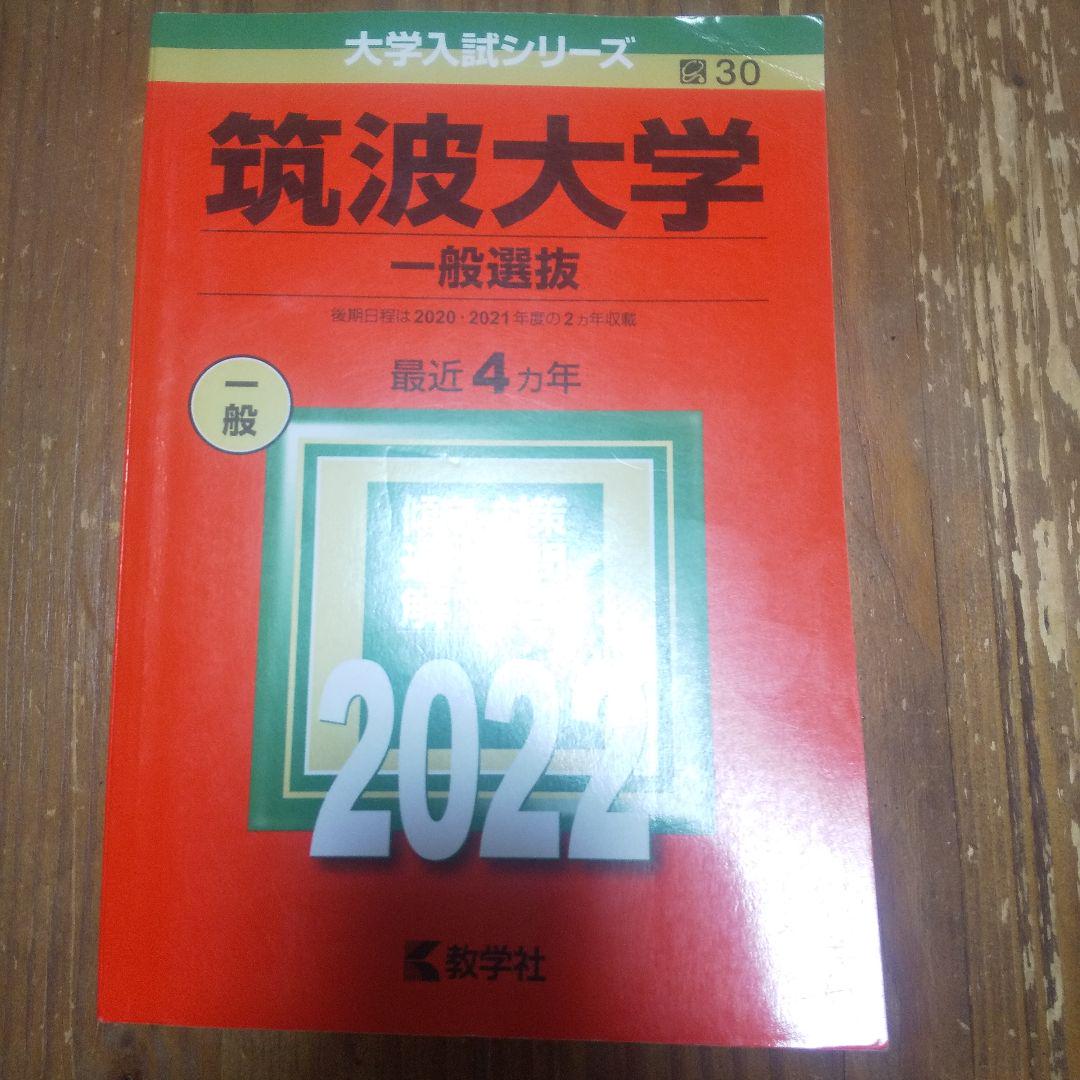 大学入試シリーズ
30
筑波大学
一般選抜
後期日程は2020・2021年度の2ヵ年収載
最近4ヵ年
一般
2022
教学社